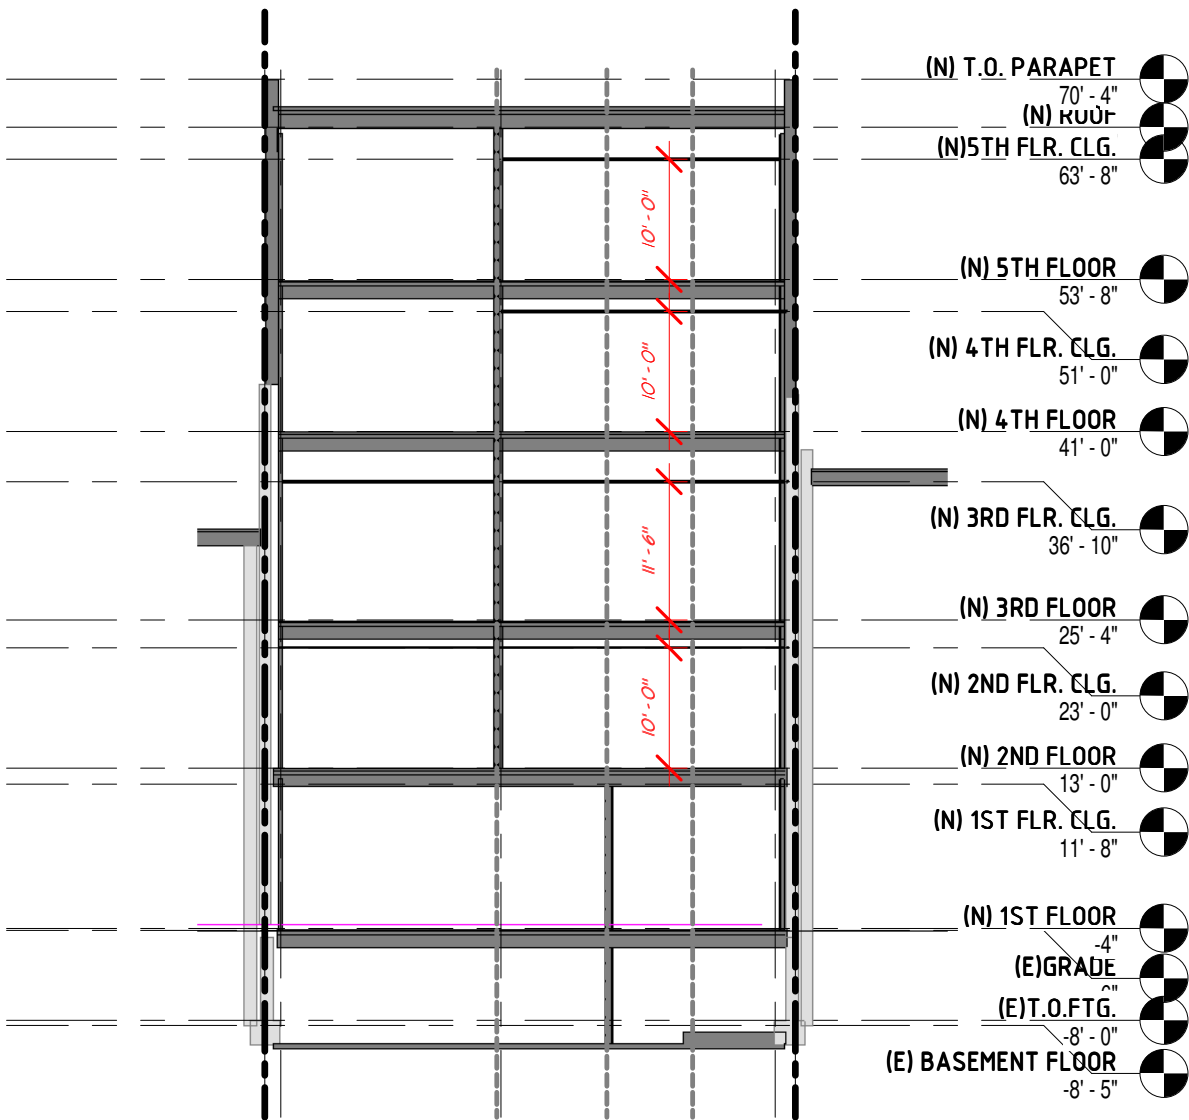 (N) T.O. PARAPET
70' - 4"
(N) ROOF
(N)5TH FLR. CLG.
63' - 8"
10'-0"
(N) 5TH FLOOR
53' - 8"
(N) 4TH FLR. CLG.
51' - 0"
10'-0"
(N) 4TH FLOOR
41' - 0"
(N) 3RD FLR. CLG.
36' - 10"
11'-6"
(N) 3RD FLOOR
25' - 4"
(N) 2ND FLR. CLG.
23' - 0"
10'-0"
(N) 2ND FLOOR
13' - 0"
(N) 1ST FLR. CLG.
11' - 8"
(N) 1ST FLOOR
-4"
(E)GRADE
(E)T.O.FTG.
-8' - 0"
(E) BASEMENT FLOOR
-8' - 5"